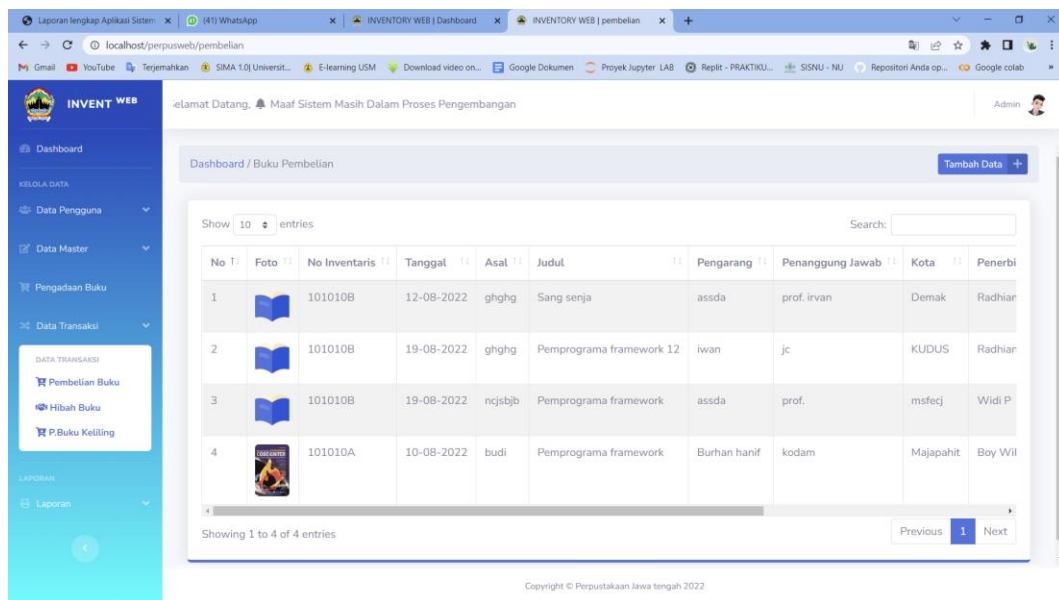 Laporan lengkap Aplikasi Sistem
(41) WhatsApp
INVENTORY WEB | Dashboard
INVENTORY WEB | pembelian
localhost/perpusweb/pembelian
Gmail YouTube Terjemahkan SIMA 1.0| Universit... E-learning USM Download video on... Google Dokumen Proyek Jupyter LAB Replit - PRAKTIKU... SISNU - NU Repositori Anda op... Google colab
INVENT WEB
elamat Datang, Maaf Sistem Masih Dalam Proses Pengembangan
Admin
Dashboard
KELOLA DATA
Data Pengguna
Data Master
Pengadaan Buku
Data Transaksi
DATA TRANSAKSI
Pembelian Buku
Hibah Buku
P.Buku Keliling
LAPORAN
Laporan
Dashboard / Buku Pembelian
Tambah Data +
Show 10 entries
Search:
No Foto No Inventaris Tanggal Asal Judul Pengarang Penanggung Jawab Kota Penerbi
1 101010B 12-08-2022 ghghg Sang senja assda prof. irvan Demak Radhian
2 101010B 19-08-2022 ghghg Pemprograma framework 12 iwan jc KUDUS Radhian
3 101010B 19-08-2022 ncjsbjb Pemprograma framework assda prof. msfecj Widi P
4 101010A 10-08-2022 budi Pemprograma framework Burhan hanif kodam Majapahit Boy Wil
Showing 1 to 4 of 4 entries
Previous 1 Next
Copyright © Perpustakaan Jawa tengah 2022